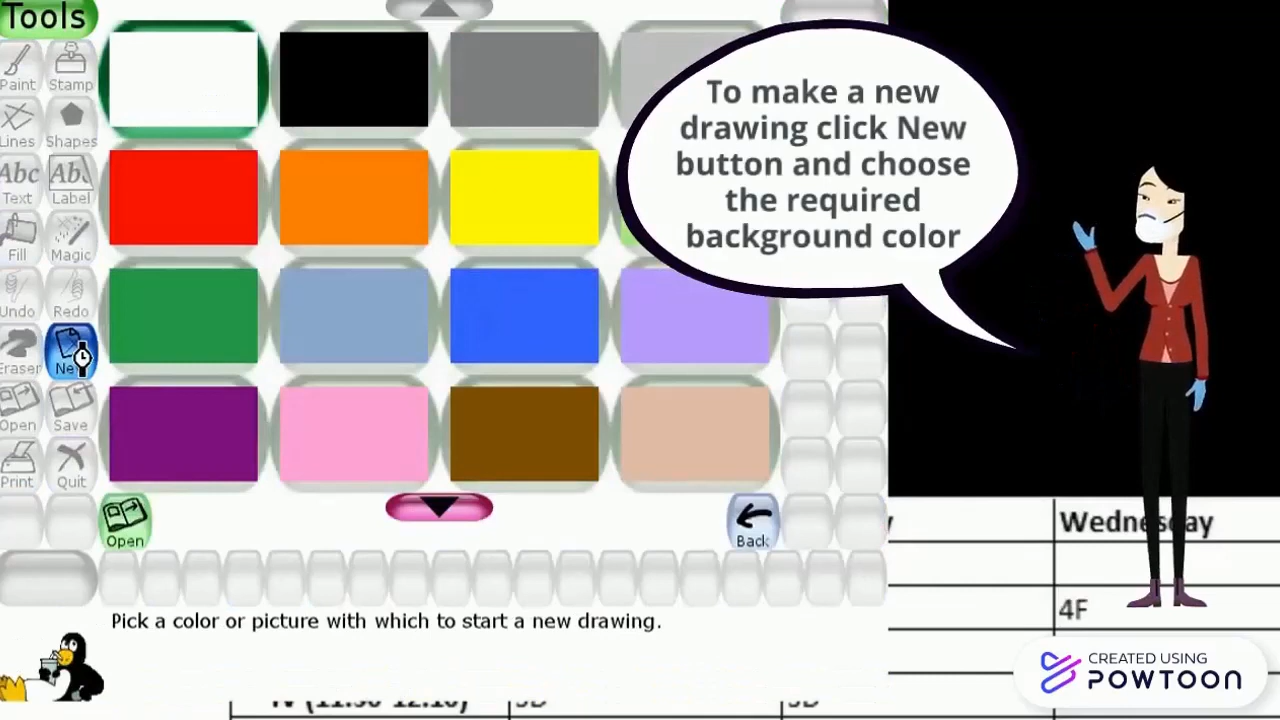 Tools
Paint Stamp
Lines Shapes
Abc Abc
Text Label
Fill Magic
Undo Redo
Eraser
Open Save
Print Quit
To make a new
drawing click New
button and choose
the required
background color
Open
Back
Pick a color or picture with which to start a new drawing.
Wednesday
4F
CREATED USING
POWTOON